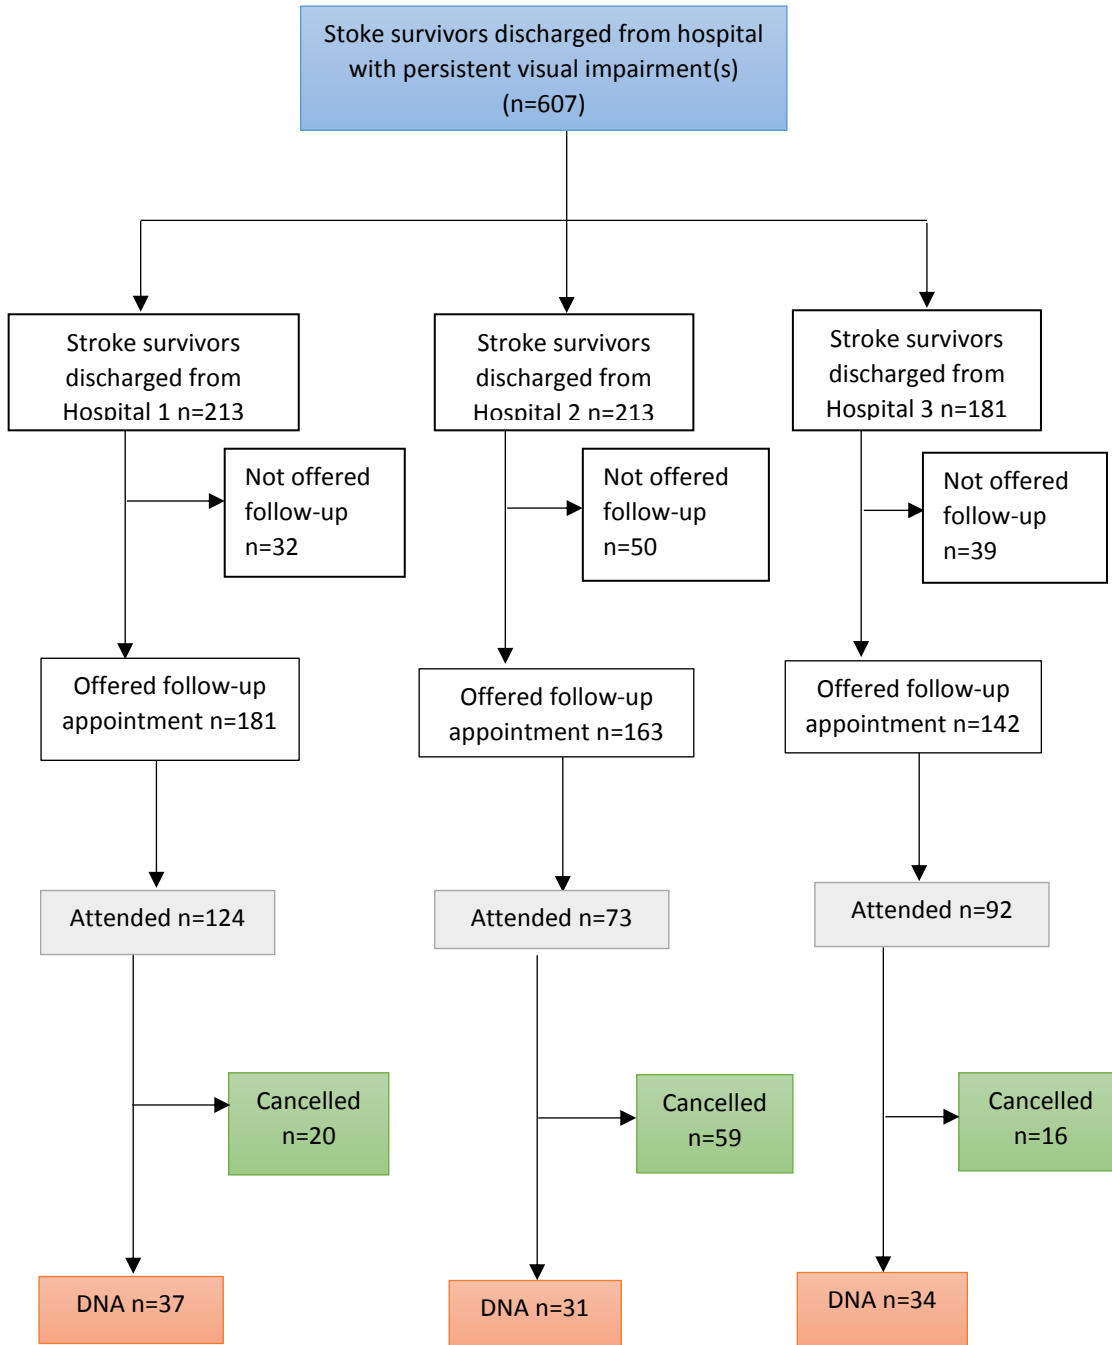 Stoke survivors discharged from hospital
with persistent visual impairment(s)
(n=607)
Stroke survivors
discharged from
Hospital 1 n=213
Stroke survivors
discharged from
Hospital 2 n=213
Stroke survivors
discharged from
Hospital 3 n=181
Not offered
follow-up
n=32
Not offered
follow-up
n=50
Not offered
follow-up
n=39
Offered follow-up
appointment n=181
Offered follow-up
appointment n=163
Offered follow-up
appointment n=142
Attended n=124
Attended n=73
Attended n=92
Cancelled
n=20
Cancelled
n=59
Cancelled
n=16
DNA n=37
DNA n=31
DNA n=34